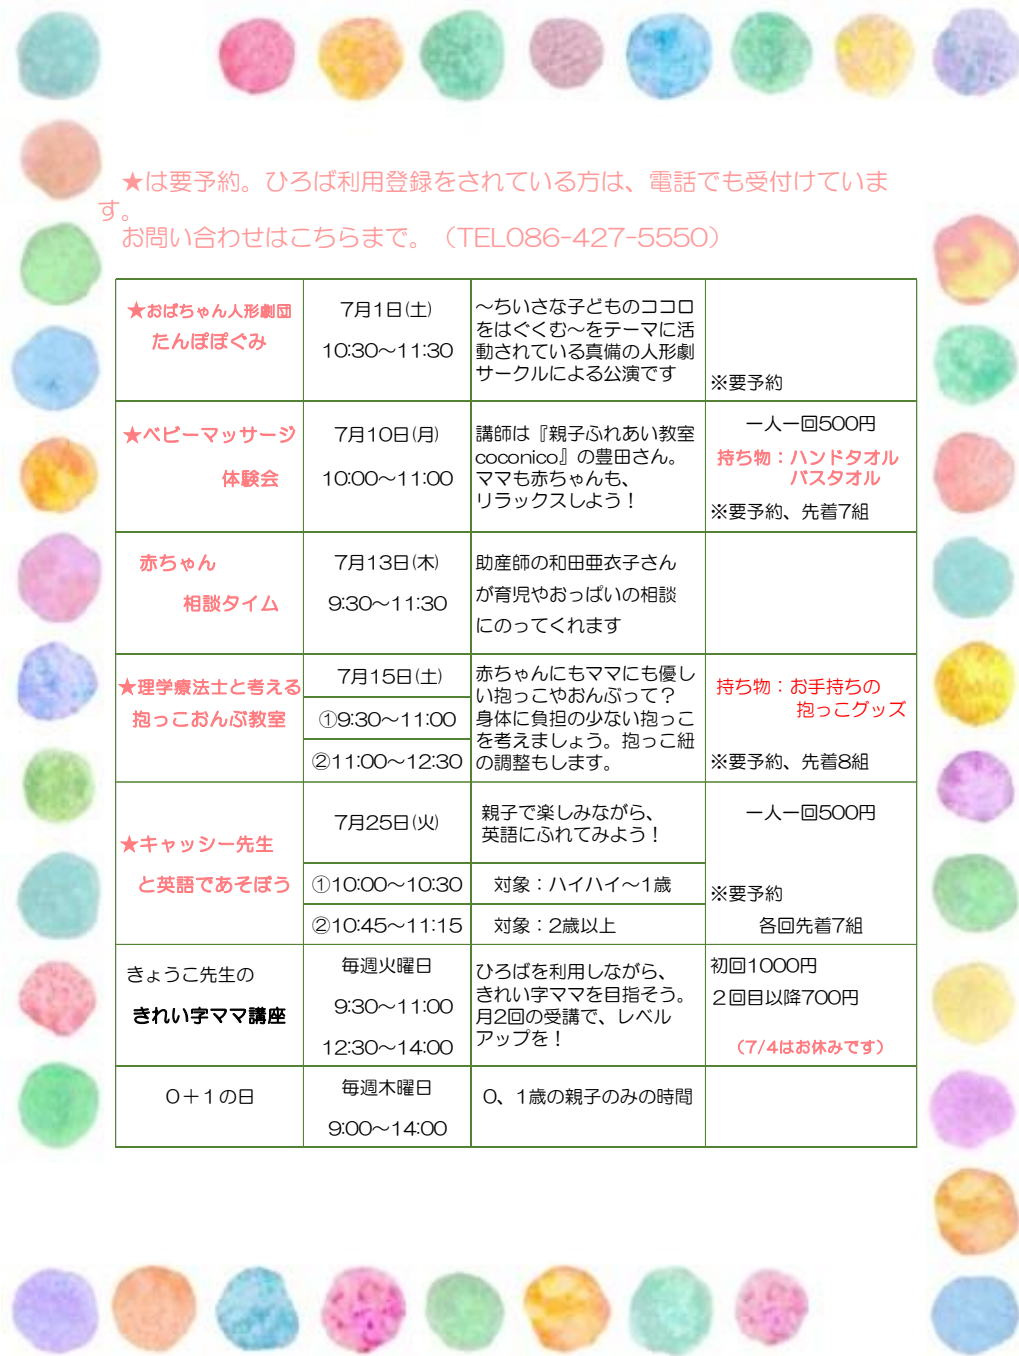 ★は要予約。ひろば利用登録をされている方は、電話でも受付けていま
す。
お問い合わせはこちらまで。（TEL086-427-5550）
★おばちゃん人形劇団
たんぽぽぐみ
7月1日(土)
10:30～11:30
～ちいさな子どものココロ
をはぐくむ～をテーマに活
動されている真備の人形劇
サークルによる公演です
※要予約
★ベビーマッサージ
体験会
7月10日(月)
10:00～11:00
講師は『親子ふれあい教室
coconico』の豊田さん。
ママも赤ちゃんも、
リラックスしよう！
一人一回500円
持ち物：ハンドタオル
バスタオル
※要予約、先着7組
赤ちゃん
相談タイム
7月13日(木)
9:30～11:30
助産師の和田亜衣子さん
が育児やおっぱいの相談
にのってくれます
★理学療法士と考える
抱っこおんぶ教室
7月15日(土)
①9:30～11:00
②11:00～12:30
赤ちゃんにもママにも優し
い抱っこやおんぶって？
身体に負担の少ない抱っこ
を考えましょう。抱っこ紐
の調整もします。
持ち物：お手持ちの
抱っこグッズ
※要予約、先着8組
★キャッシー先生
と英語であそぼう
7月25日(火)
親子で楽しみながら、
英語にふれてみよう！
①10:00～10:30
対象：ハイハイ～1歳
②10:45～11:15
対象：2歳以上
一人一回500円
※要予約
各回先着7組
きょうこ先生の
きれい字ママ講座
毎週火曜日
9:30～11:00
12:30～14:00
ひろばを利用しながら、
きれい字ママを目指そう。
月2回の受講で、レベル
アップを！
初回1000円
２回目以降700円
（7/4はお休みです）
0＋1の日
毎週木曜日
9:00～14:00
0、1歳の親子のみの時間